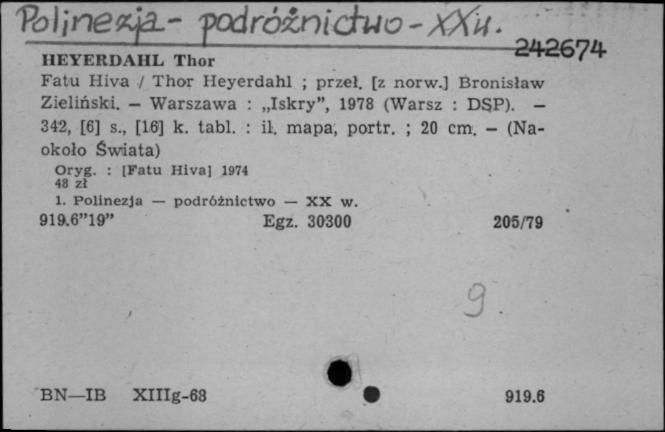 Polinezja - podróżnictwo - XX w.
242674
HEYERDAHL Thor
Fatu Hiva / Thor Heyerdahl ; przeł. [z norw.] Bronisław
Zieliński. — Warszawa : „Iskry”, 1978 (Warsz : DSP). —
342, [6] s., [16] k. tabl. : il. mapa, portr. ; 20 cm. — (Na-
około Świata)
Oryg. : [Fatu Hiva] 1974
48 zł
1. Polinezja — podróżnictwo — XX w.
919.6”19” Egz. 30300 205/79
9
BN—IB XIIIg-68 919.6